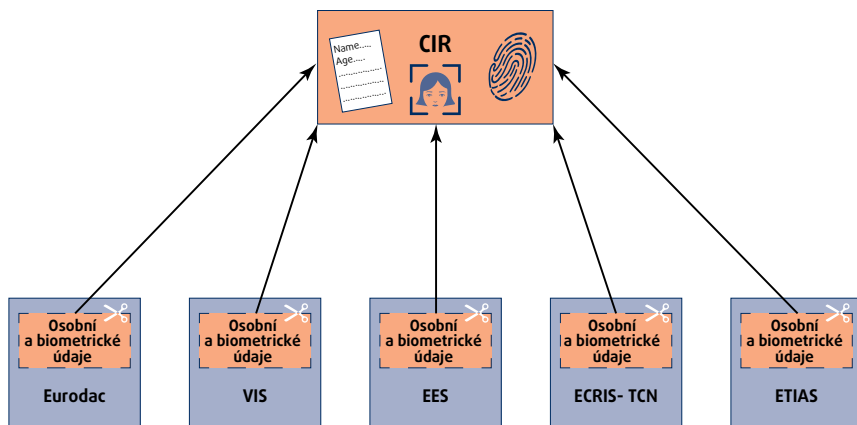 CIR
Name....
Age....
Osobní
a biometrické
údaje
Eurodac
Osobní
a biometrické
údaje
VIS
Osobní
a biometrické
údaje
EES
Osobní
a biometrické
údaje
ECRIS- TCN
Osobní
a biometrické
údaje
ETIAS